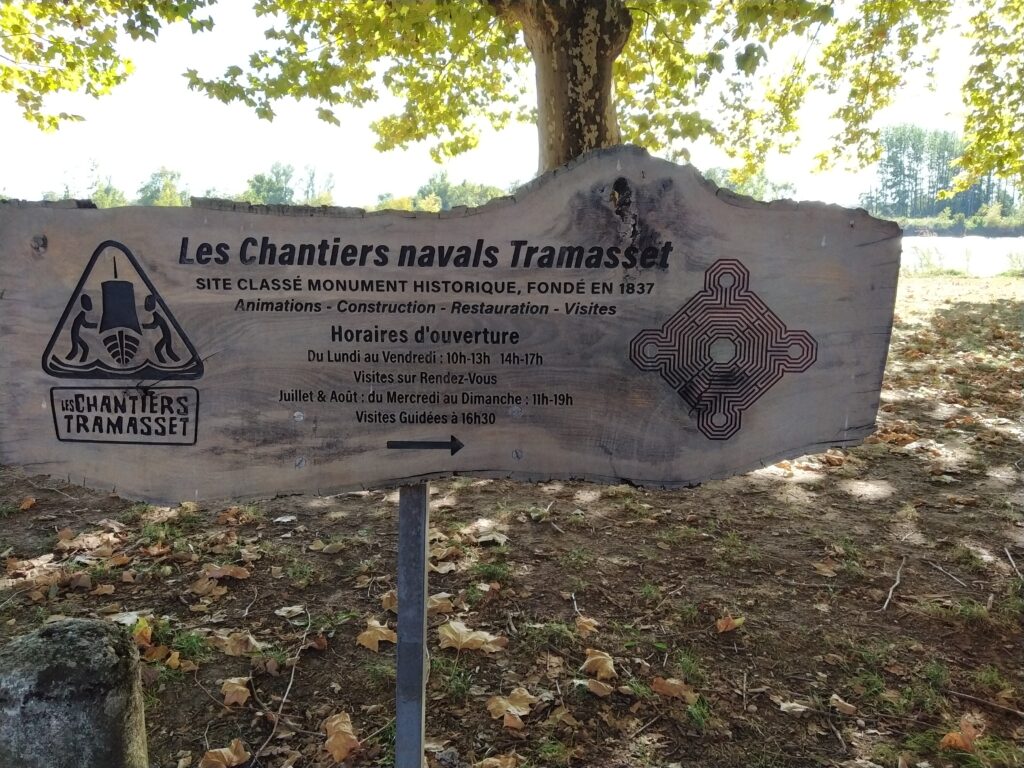 Les Chantiers navals Tramasset
SITE CLASSÉ MONUMENT HISTORIQUE, FONDÉ EN 1837
Animations - Construction - Restauration - Visites
Horaires d'ouverture
Du Lundi au Vendredi : 10h-13h 14h-17h
Visites sur Rendez-Vous
Juillet & Août : du Mercredi au Dimanche : 11h-19h
Visites Guidées à 16h30
LES CHANTIERS
TRAMASSET